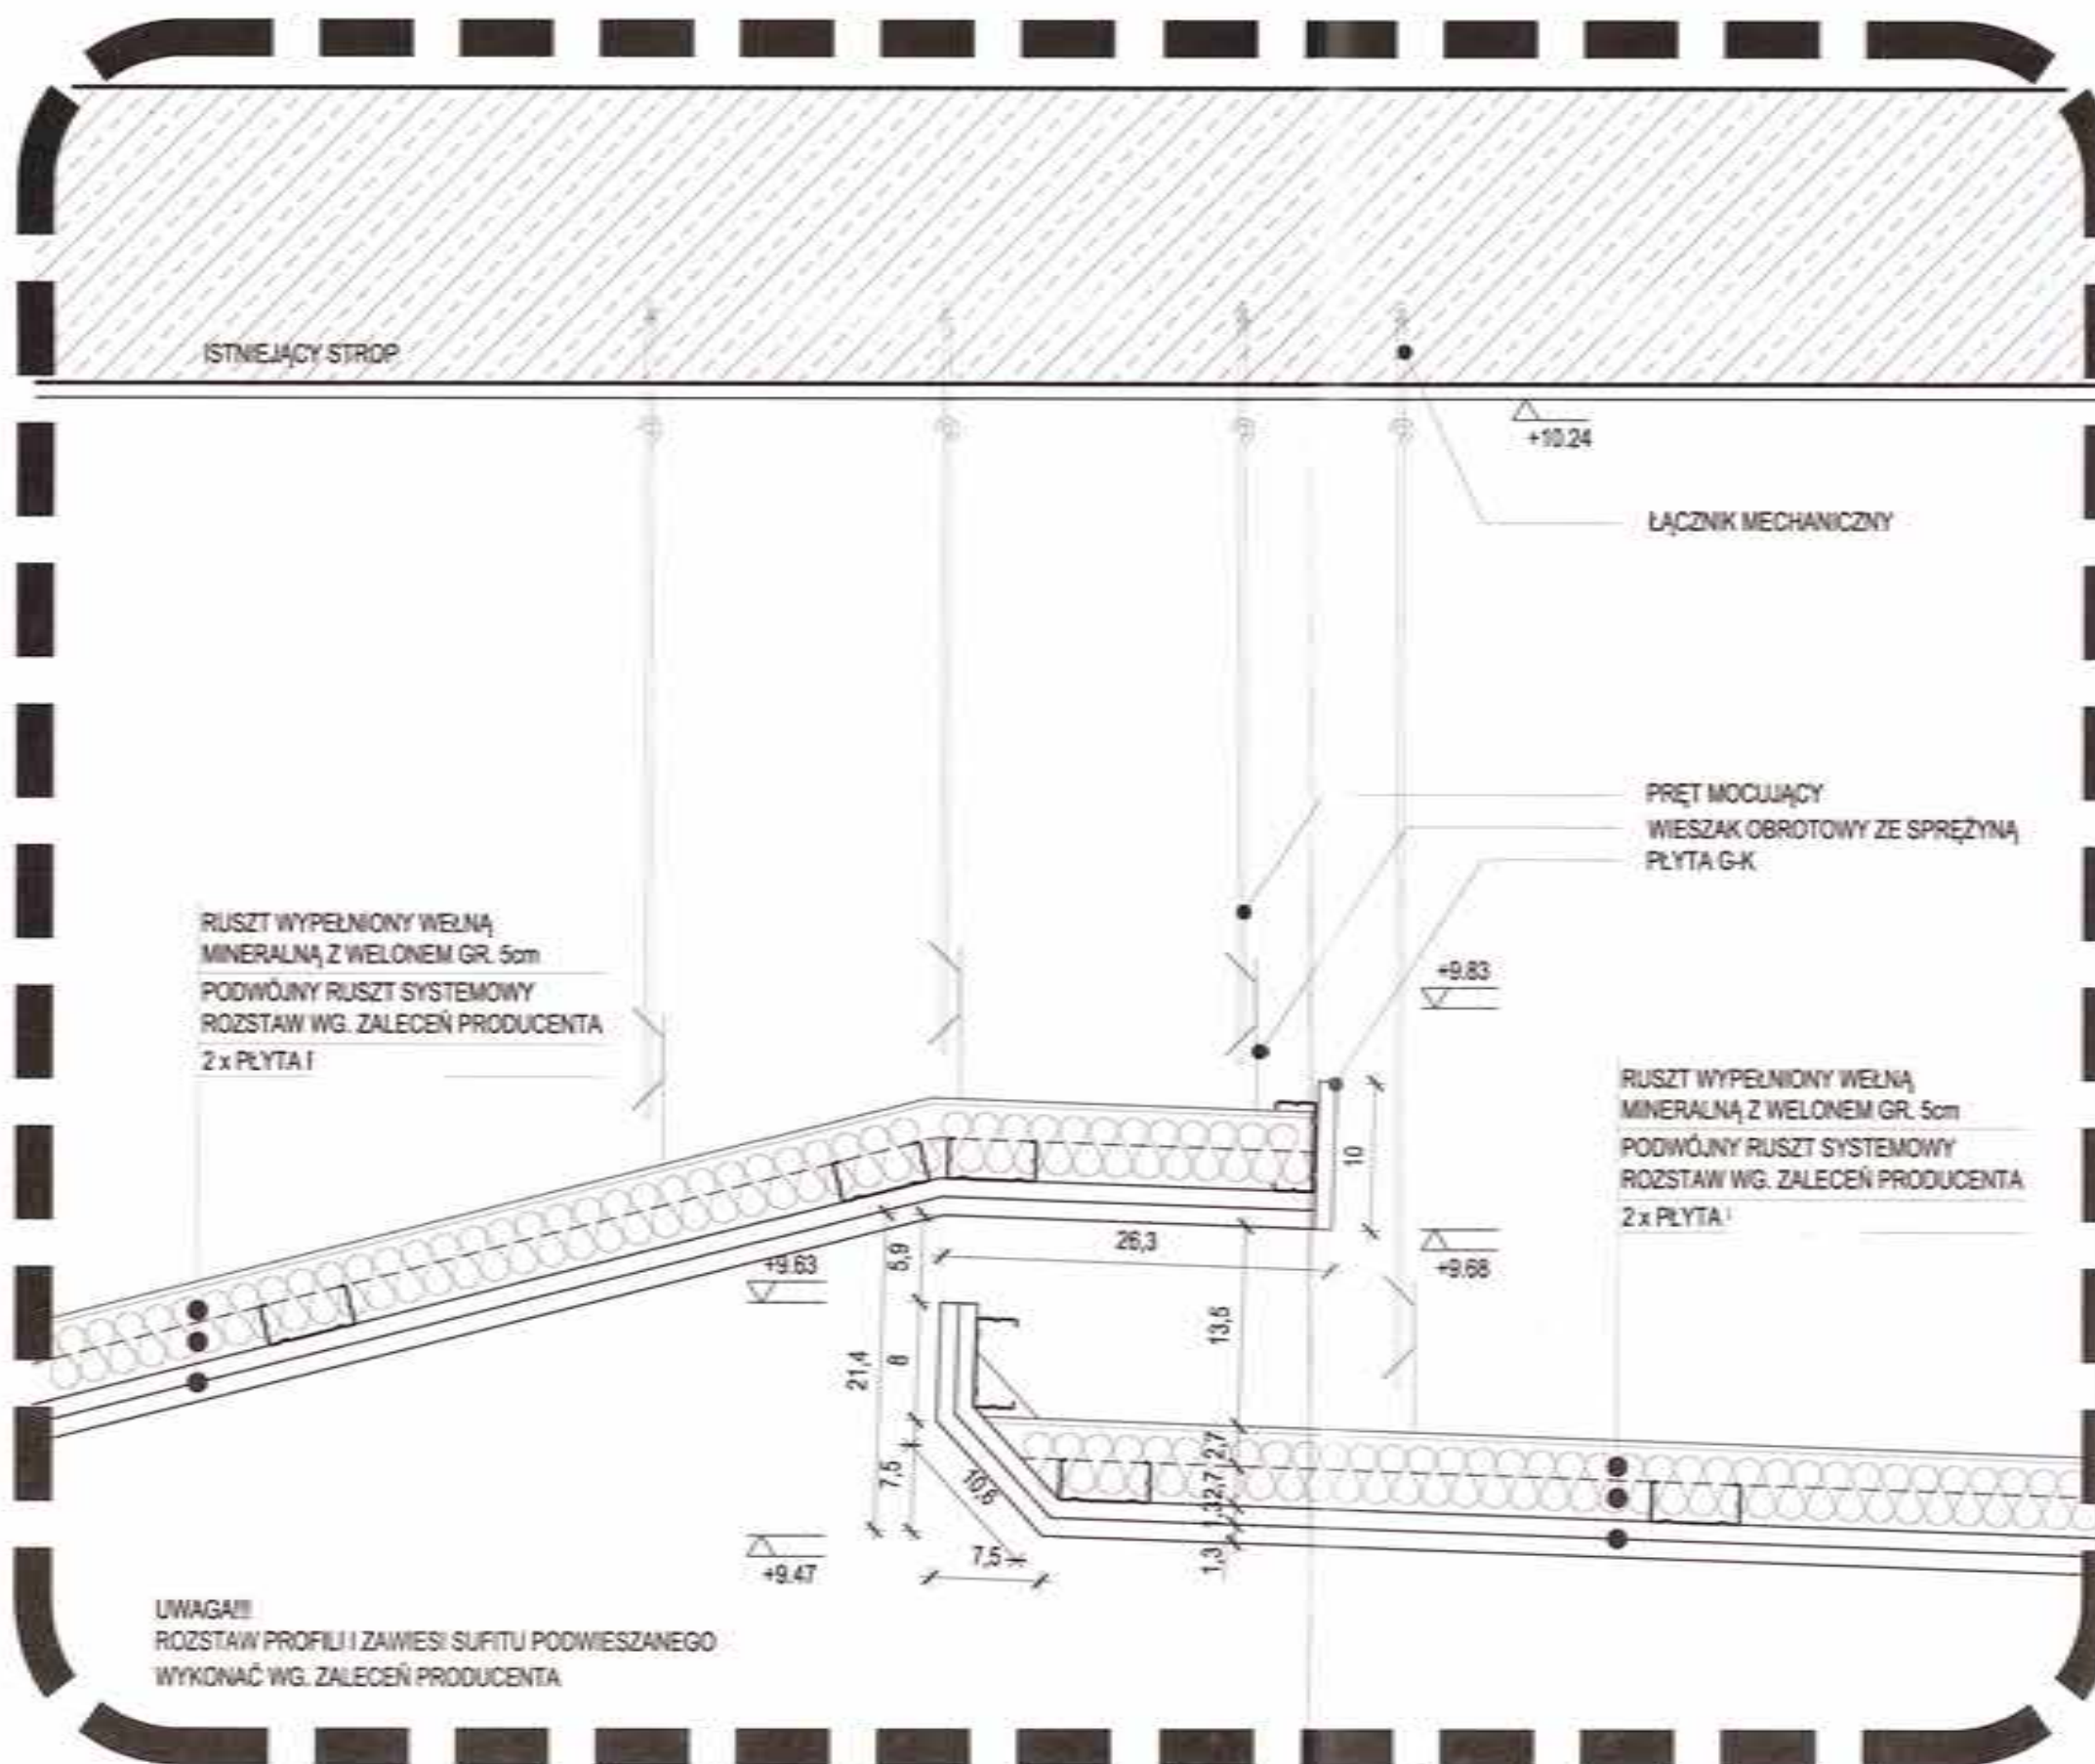 ISTNIEJĄCY STROP
+10.24
ŁĄCZNIK MECHANICZNY
PRĘT MOCUJĄCY
WIESZAK OBROTOWY ZE SPRĘŻYNĄ
PŁYTA G-K
RUSZT WYPEŁNIONY WEŁNĄ
MINERALNĄ Z WELONEM GR. 5cm
PODWÓJNY RUSZT SYSTEMOWY
ROZSTAW WG. ZALECEŃ PRODUCENTA
2 x PŁYTA
+9.83
RUSZT WYPEŁNIONY WEŁNĄ
MINERALNĄ Z WELONEM GR. 5cm
PODWÓJNY RUSZT SYSTEMOWY
ROZSTAW WG. ZALECEŃ PRODUCENTA
2 x PŁYTA
10
26,3
+9.63
5,9
+9.68
13,5
21,4
8
7,5
10,6
2,7
2,7
1,3
1,3
7,5
+9.47
UWAGA!!!
ROZSTAW PROFILI I ZAWIESI SUFITU PODWIESZANEGO
WYKONAĆ WG. ZALECEŃ PRODUCENTA